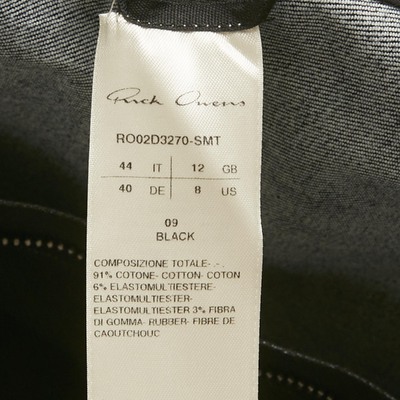 Rick Owens
RO02D3270-SMT
44 IT 12 GB
40 DE 8 US
09
BLACK
COMPOSIZIONE TOTALE- -
91% COTONE- COTTON- COTON
6% ELASTOMULTIESTERE-
ELASTOMULTIESTER-
ELASTOMULTIESTER 3% FIBRA
DI GOMMA- RUBBER- FIBRE DE
CAOUTCHOUC